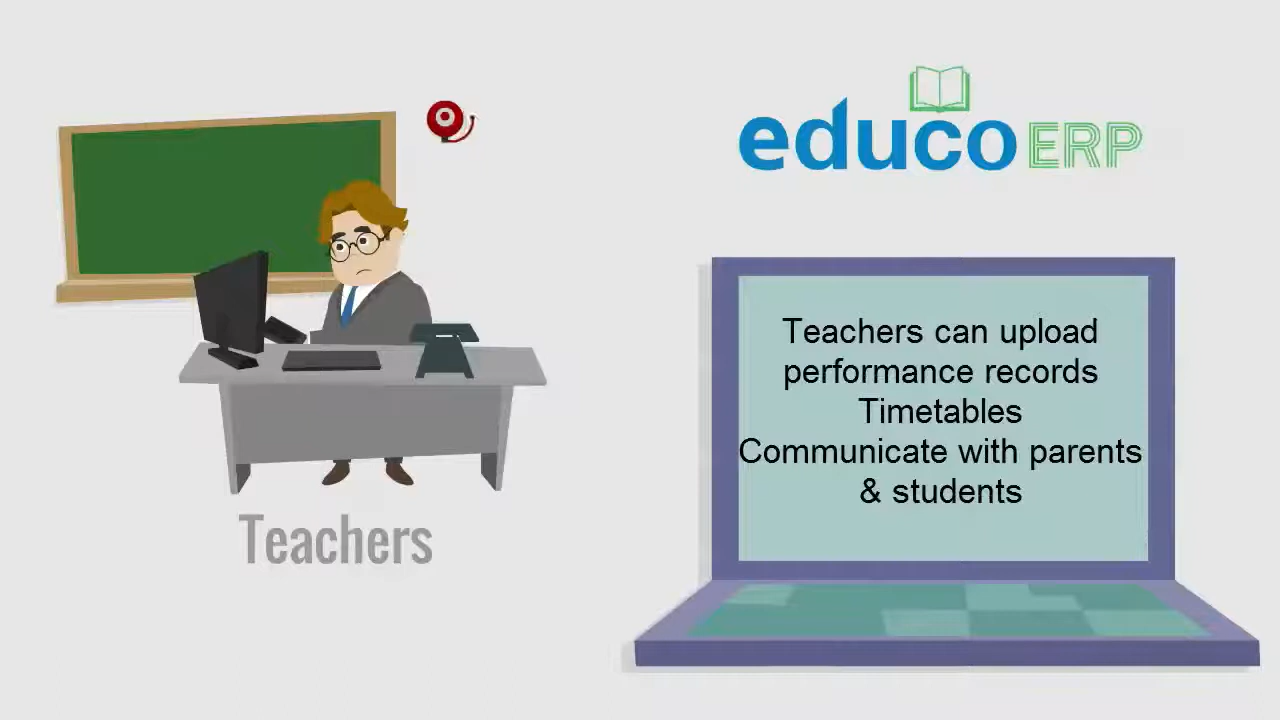 educo ERP
Teachers can upload
performance records
Timetables
Communicate with parents
& students
Teachers